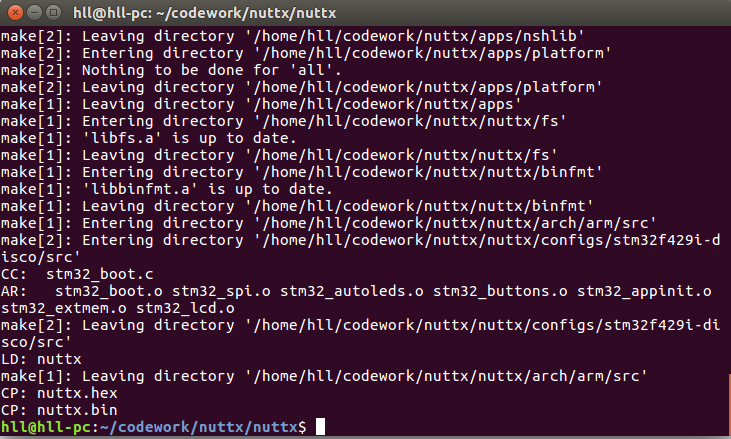 hll@hll-pc: ~/codework/nuttx/nuttx
make[2]: Leaving directory '/home/hll/codework/nuttx/apps/nshlib'
make[2]: Entering directory '/home/hll/codework/nuttx/apps/platform'
make[2]: Nothing to be done for 'all'.
make[2]: Leaving directory '/home/hll/codework/nuttx/apps/platform'
make[1]: Leaving directory '/home/hll/codework/nuttx/apps'
make[1]: Entering directory '/home/hll/codework/nuttx/nuttx/fs'
make[1]: 'libfs.a' is up to date.
make[1]: Leaving directory '/home/hll/codework/nuttx/nuttx/fs'
make[1]: Entering directory '/home/hll/codework/nuttx/nuttx/binfmt'
make[1]: 'libbinfmt.a' is up to date.
make[1]: Leaving directory '/home/hll/codework/nuttx/nuttx/binfmt'
make[1]: Entering directory '/home/hll/codework/nuttx/nuttx/arch/arm/src'
make[2]: Entering directory '/home/hll/codework/nuttx/nuttx/configs/stm32f429i-d
isco/src'
CC:  stm32_boot.c
AR:   stm32_boot.o stm32_spi.o stm32_autoleds.o stm32_buttons.o stm32_appinit.o
stm32_extmem.o stm32_lcd.o
make[2]: Leaving directory '/home/hll/codework/nuttx/nuttx/configs/stm32f429i-di
sco/src'
LD: nuttx
make[1]: Leaving directory '/home/hll/codework/nuttx/nuttx/arch/arm/src'
CP: nuttx.hex
CP: nuttx.bin
hll@hll-pc:~/codework/nuttx/nuttx$